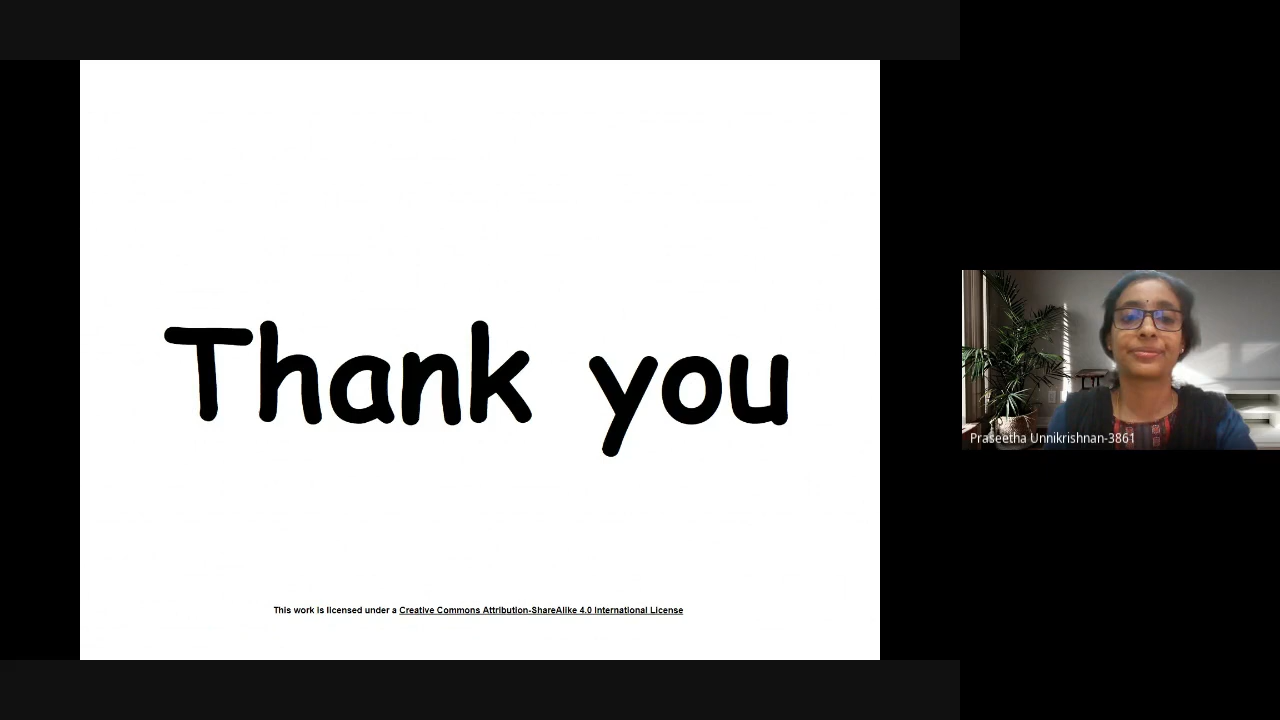 Thank you
This work is licensed under a Creative Commons Attribution-ShareAlike 4.0 International License
Praseetha Unnikrishnan-3861